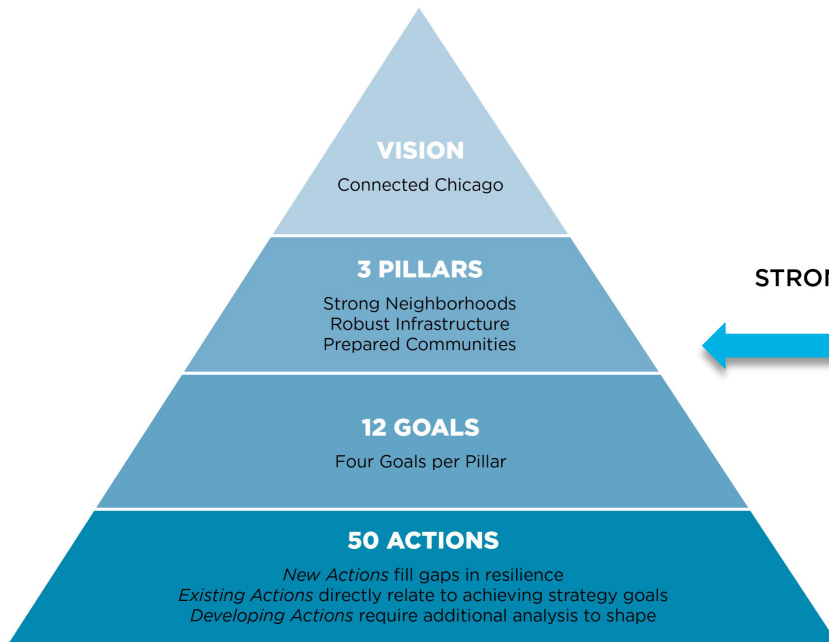 VISION
Connected Chicago
3 PILLARS
Strong Neighborhoods
Robust Infrastructure
Prepared Communities
12 GOALS
Four Goals per Pillar
50 ACTIONS
New Actions fill gaps in resilience
Existing Actions directly relate to achieving strategy goals
Developing Actions require additional analysis to shape